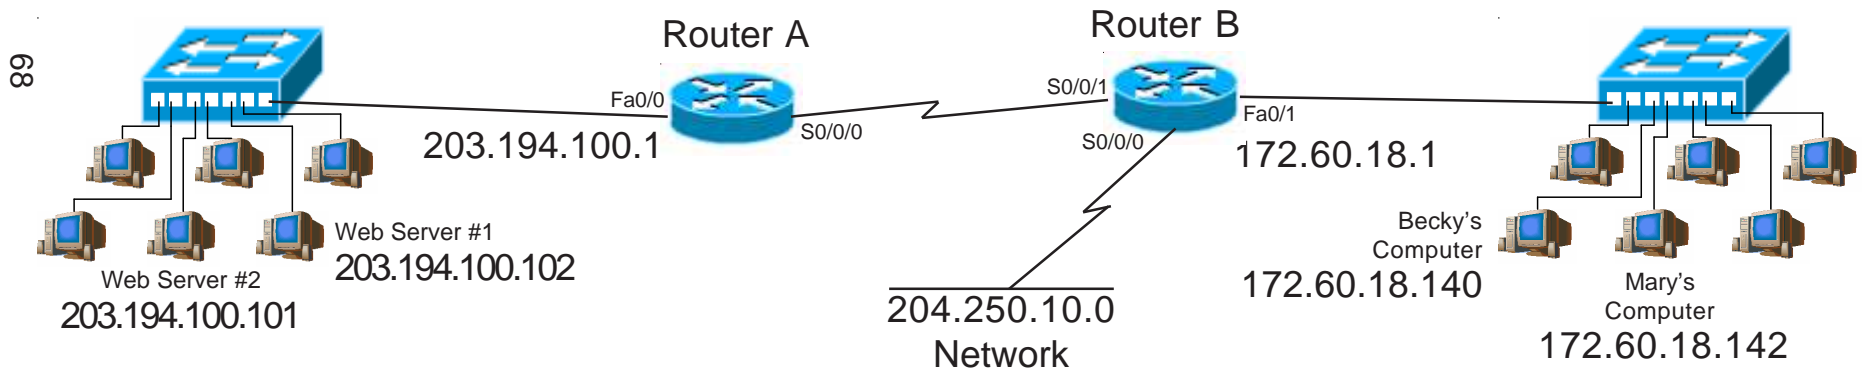 68
Router A
Router B
Fa0/0
S0/0/0
203.194.100.1
S0/0/1
S0/0/0
Fa0/1
172.60.18.1
Web Server #1
203.194.100.102
Web Server #2
203.194.100.101
204.250.10.0
Network
Becky's
Computer
172.60.18.140
Mary's
Computer
172.60.18.142